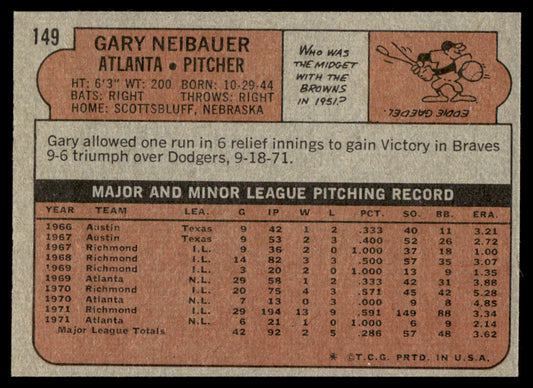 149
GARY NEIBAUER
ATLANTA • PITCHER
HT: 6'3" WT: 200 BORN: 10-29-44
BATS: RIGHT THROWS: RIGHT
HOME: SCOTTSBLUFF, NEBRASKA
WHO WAS
THE MIDGET
WITH THE
BROWNS
IN 1951?
EDDIE GAEDEL
Gary allowed one run in 6 relief innings to gain Victory in Braves
9-6 triumph over Dodgers, 9-18-71.
MAJOR AND MINOR LEAGUE PITCHING RECORD
YEAR TEAM LEA. G IP W L PCT. SO. BB. ERA.
1966 Austin Texas 9 42 1 2 .333 40 11 3.21
1967 Austin Texas 9 53 2 3 .400 52 26 2.72
1967 Richmond I.L. 9 36 2 0 1.000 37 18 1.00
1968 Richmond I.L. 14 82 3 3 .500 57 35 3.07
1969 Richmond I.L. 3 20 2 0 1.000 13 9 1.35
1969 Atlanta N.L. 29 58 1 2 .333 42 31 3.88
1970 Richmond I.L. 20 75 4 3 .571 45 42 5.28
1970 Atlanta N.L. 7 13 0 3 .000 9 8 4.85
1971 Richmond I.L. 29 194 13 9 .591 149 88 3.34
1971 Atlanta N.L. 6 21 1 0 1.000 6 9 2.14
Major League Totals 42 92 2 5 .286 57 48 3.62
* © T.C.G. PRTD. IN U.S.A.